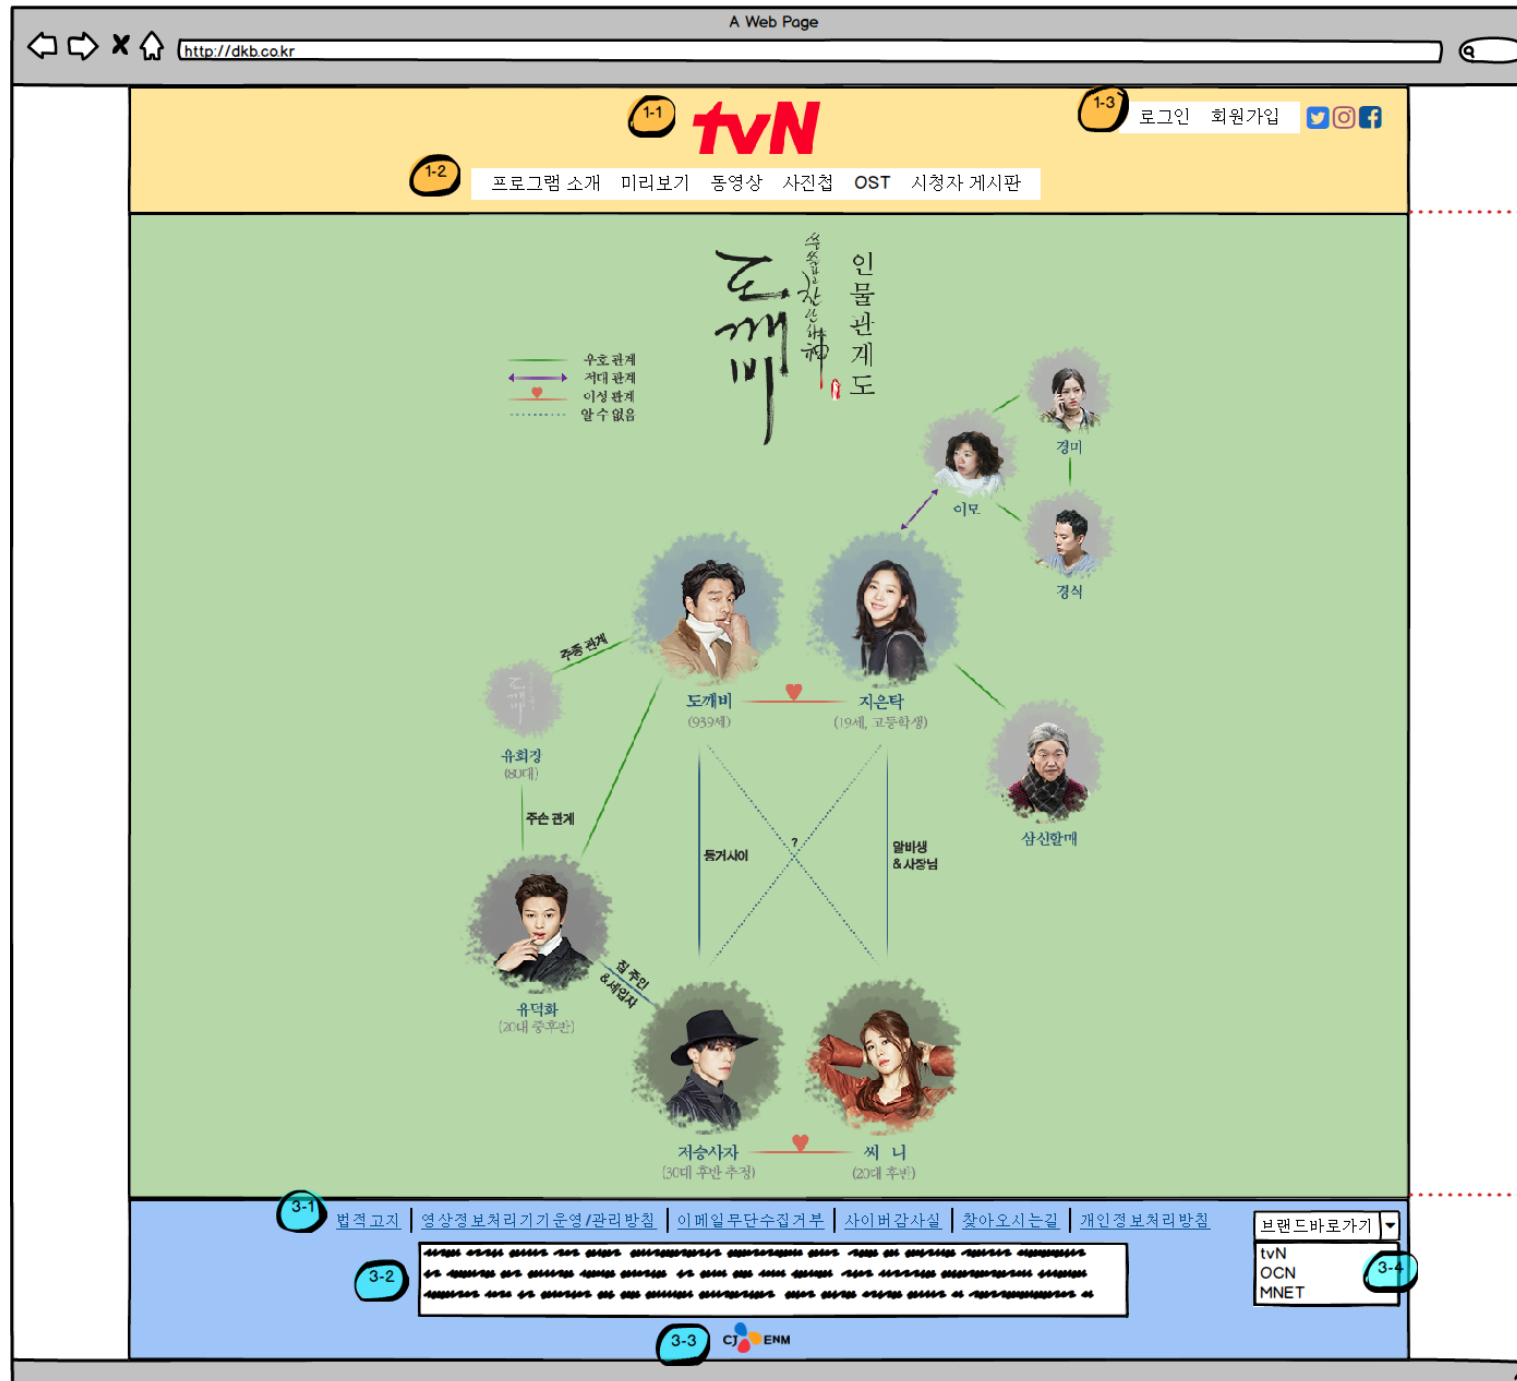 A Web Page
http://dkb.co.kr
1-1
tvN
1-3
로그인 회원가입
1-2
프로그램 소개 미리보기 동영상 사진첩 OST 시청자 게시판
도깨비
쓸쓸하고 찬란하神
인물관계도
우호 관계
적대 관계
이성 관계
알 수 없음
경미
이모
경식
주종 관계
도깨비
(939세)
지은탁
(19세, 고등학생)
유회장
(80대)
주손 관계
삼신할매
동거사이
?
알바생
&사장님
유덕화
(20대 중후반)
집 주인
&세입자
저승사자
(30대 후반 추정)
써 니
(20대 후반)
3-1
법적고지 영상정보처리기기운영/관리방침 이메일무단수집거부 사이버감사실 찾아오시는길 개인정보처리방침
브랜드바로가기
tvN
OCN
MNET
3-4
3-2
3-3
CJ ENM